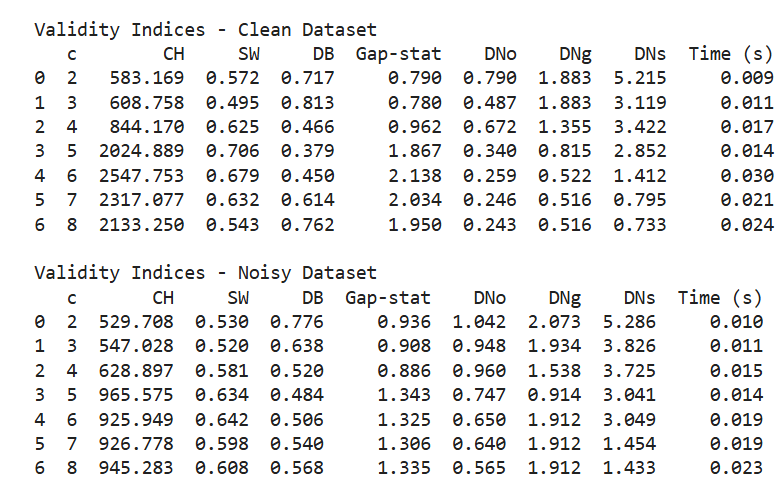 Validity Indices - Clean Dataset
c CH SW DB Gap-stat DNo DNg DNs Time (s)
0 2 583.169 0.572 0.717 0.790 0.790 1.883 5.215 0.009
1 3 608.758 0.495 0.813 0.780 0.487 1.883 3.119 0.011
2 4 844.170 0.625 0.466 0.962 0.672 1.355 3.422 0.017
3 5 2024.889 0.706 0.379 1.867 0.340 0.815 2.852 0.014
4 6 2547.753 0.679 0.450 2.138 0.259 0.522 1.412 0.030
5 7 2317.077 0.632 0.614 2.034 0.246 0.516 0.795 0.021
6 8 2133.250 0.543 0.762 1.950 0.243 0.516 0.733 0.024
Validity Indices - Noisy Dataset
c CH SW DB Gap-stat DNo DNg DNs Time (s)
0 2 529.708 0.530 0.776 0.936 1.042 2.073 5.286 0.010
1 3 547.028 0.520 0.638 0.908 0.948 1.934 3.826 0.011
2 4 628.897 0.581 0.520 0.886 0.960 1.538 3.725 0.015
3 5 965.575 0.634 0.484 1.343 0.747 0.914 3.041 0.014
4 6 925.949 0.642 0.506 1.325 0.650 1.912 3.049 0.019
5 7 926.778 0.598 0.540 1.306 0.640 1.912 1.454 0.019
6 8 945.283 0.608 0.568 1.335 0.565 1.912 1.433 0.023